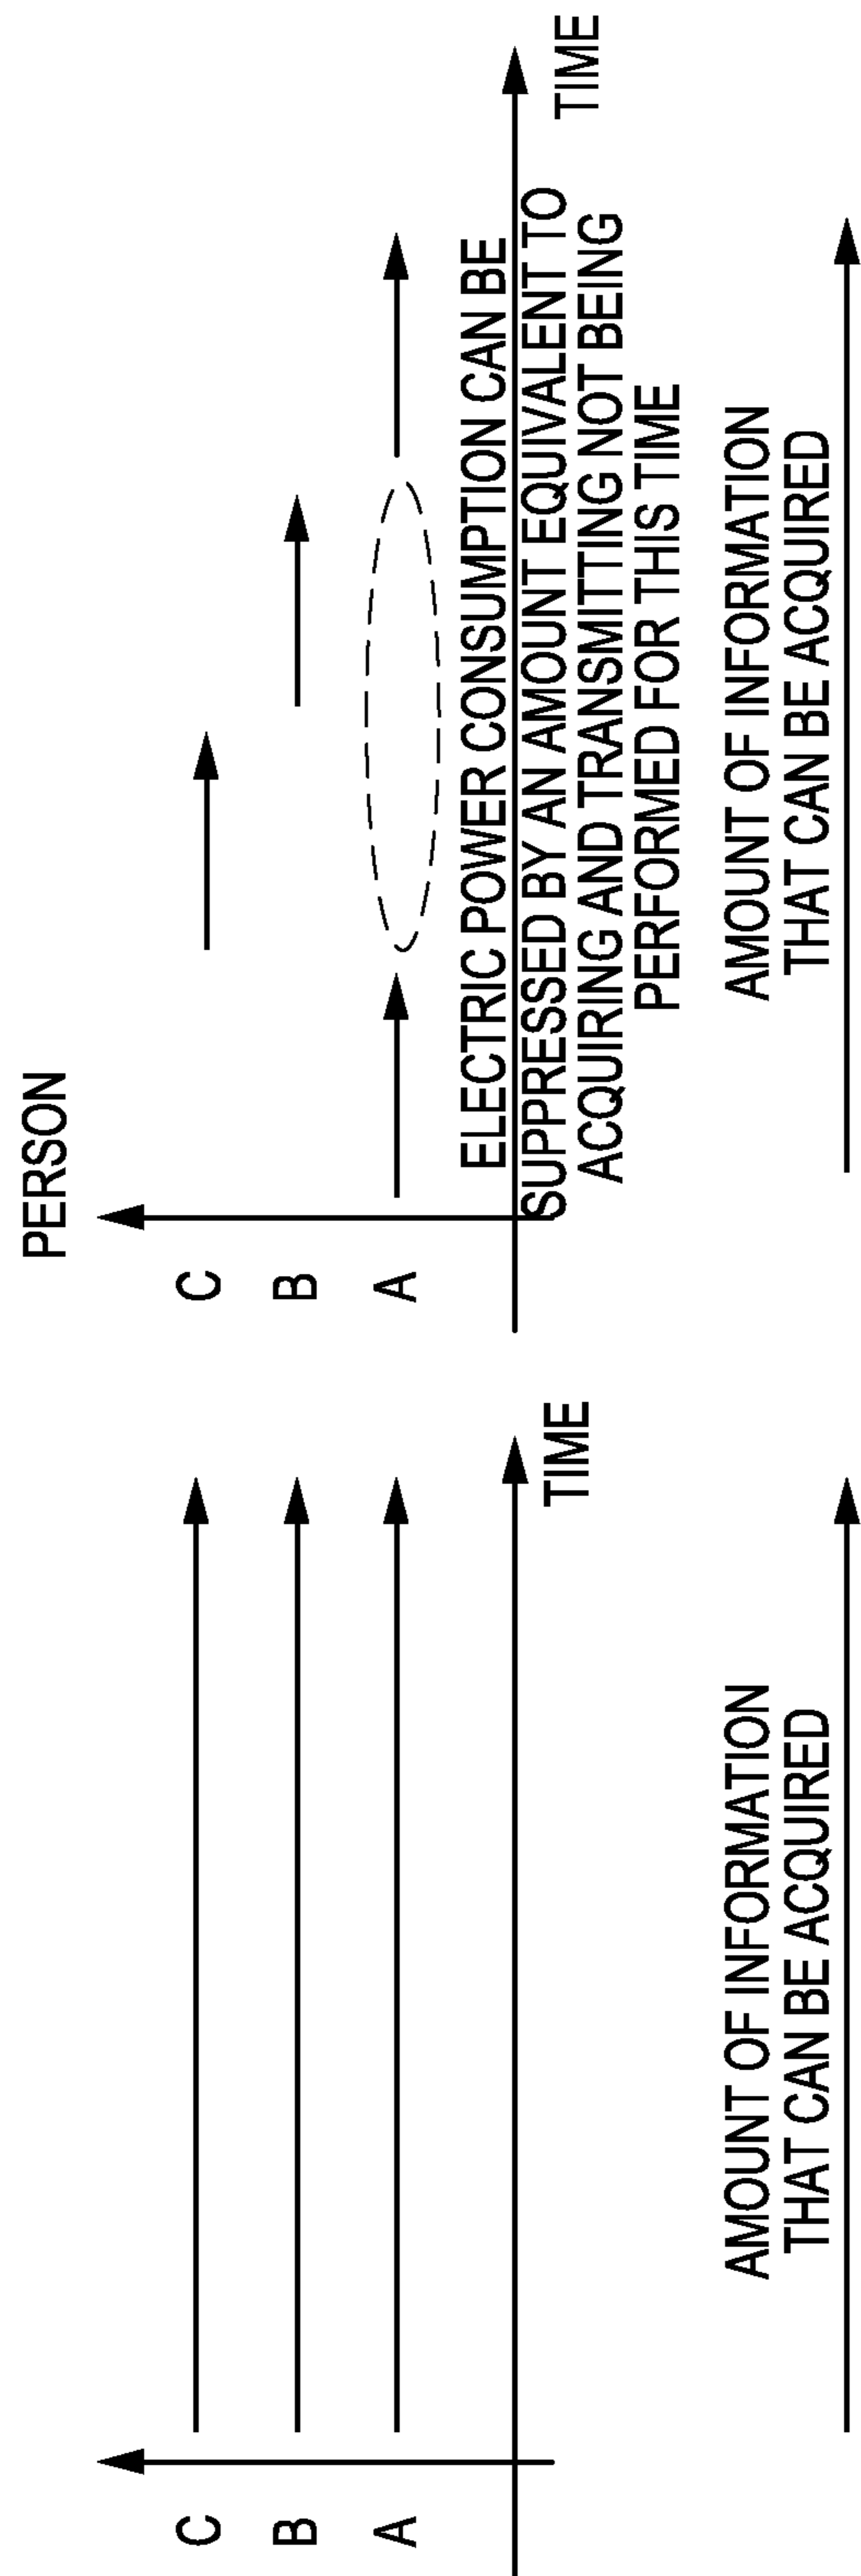 C
B
A
TIME
AMOUNT OF INFORMATION
THAT CAN BE ACQUIRED
PERSON
C
B
A
TIME
ELECTRIC POWER CONSUMPTION CAN BE
SUPPRESSED BY AN AMOUNT EQUIVALENT TO
ACQUIRING AND TRANSMITTING NOT BEING
PERFORMED FOR THIS TIME
AMOUNT OF INFORMATION
THAT CAN BE ACQUIRED